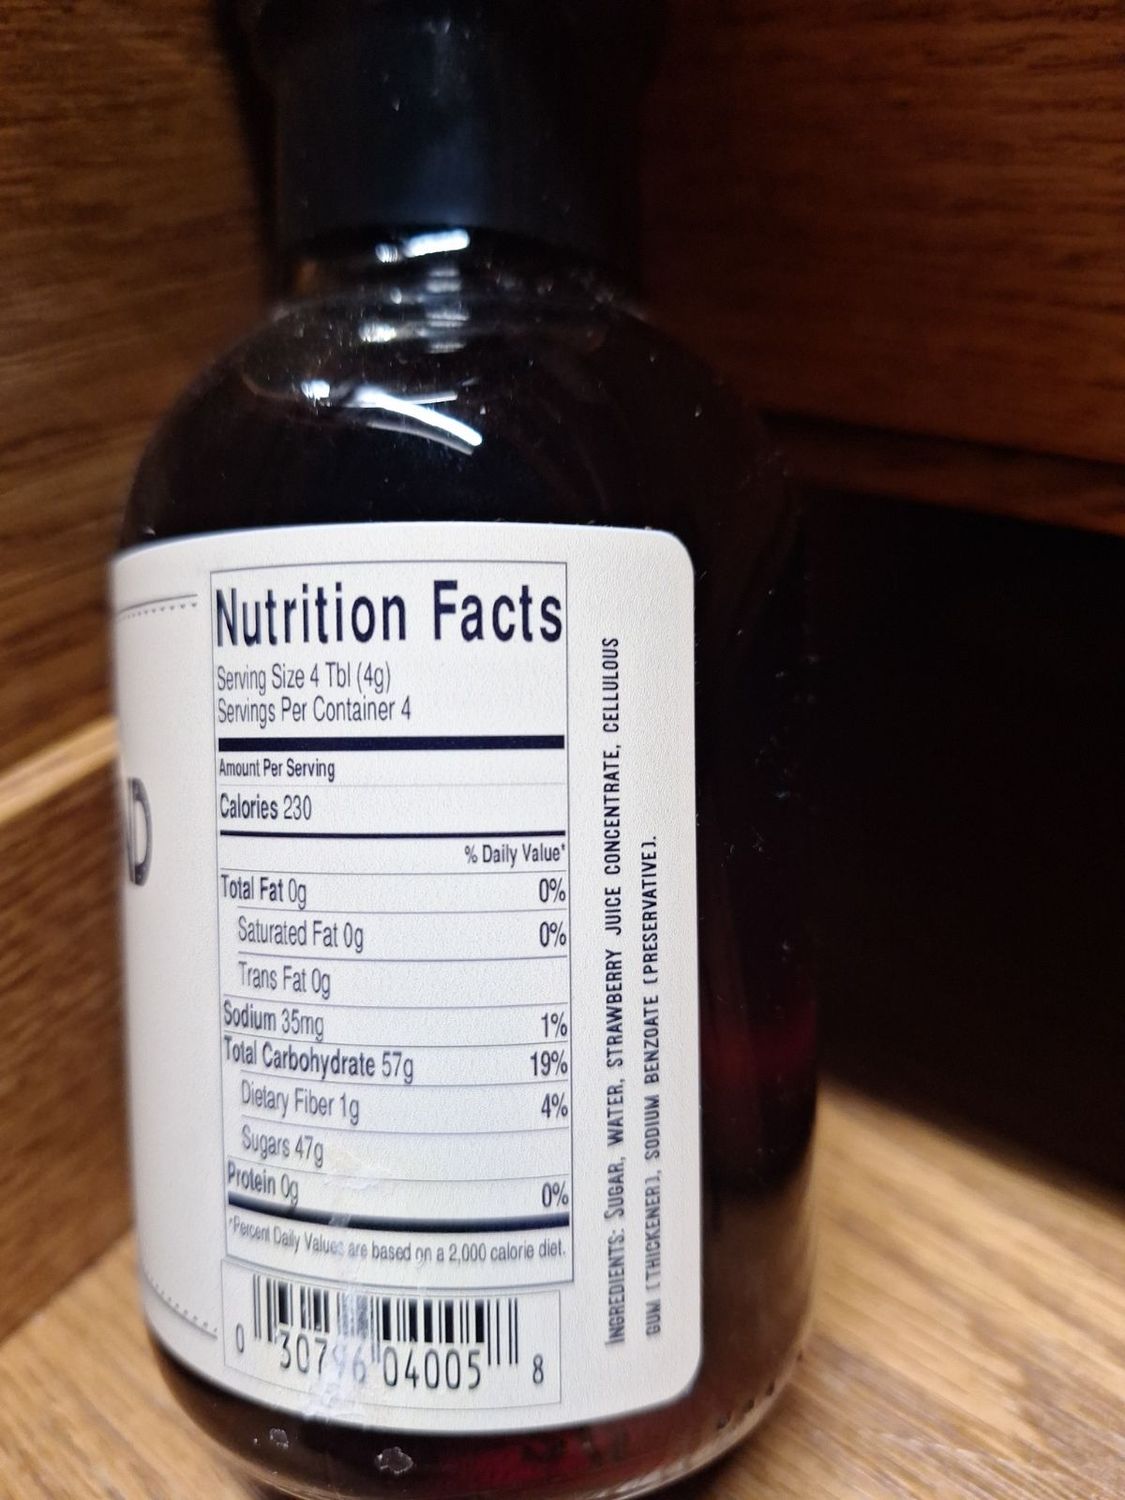 ND
Nutrition Facts
Serving Size 4 Tbl (4g)
Servings Per Container 4
Amount Per Serving
Calories 230
% Daily Value*
Total Fat 0g 0%
Saturated Fat 0g 0%
Trans Fat 0g
Sodium 35mg 1%
Total Carbohydrate 57g 19%
Dietary Fiber 1g 4%
Sugars 47g
Protein 0g 0%
*Percent Daily Values are based on a 2,000 calorie diet.
0 30796 04005 8
INGREDIENTS: SUGAR, WATER, STRAWBERRY JUICE CONCENTRATE, CELLULOUS
GUM (THICKENER), SODIUM BENZOATE (PRESERVATIVE).